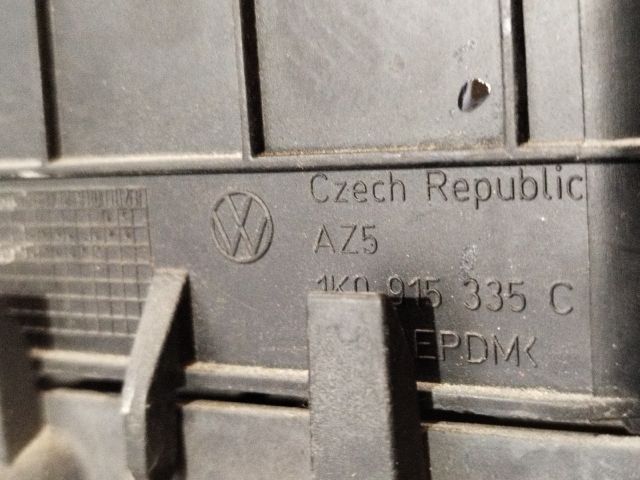 Czech Republic
AZ5
1K0 915 335 C
EPDM<